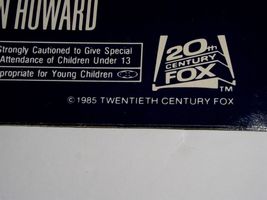 N HOWARD
Strongly Cautioned to Give Special
Attendance of Children Under 13
propriate for Young Children
20th
CENTURY
FOX
TM
© 1985 TWENTIETH CENTURY FOX